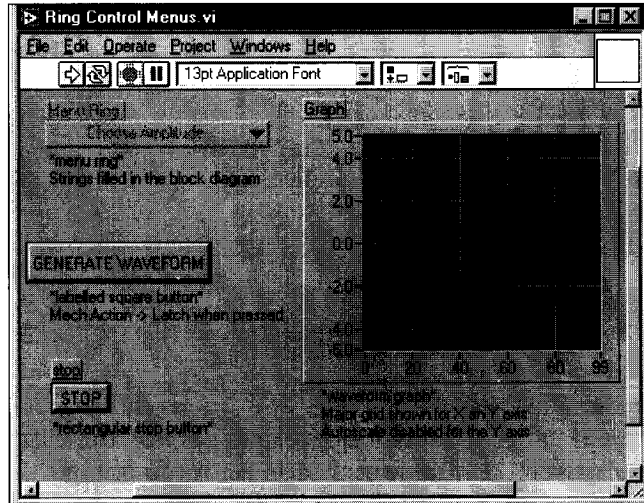 Ring Control Menus.vi
File Edit Operate Project Windows Help
13pt Application Font
Menu Ring
Choose Amplitude
"menu ring"
Strings filled in the block diagram
GENERATE WAVEFORM
"labelled square button"
Mech Action -> Latch when pressed
stop
STOP
"rectangular stop button"
Graph
5.0
4.0
2.0
0.0
-2.0
-4.0
-5.0
0 20 40 60 80 99
"waveform graph"
Major grid shown for X an Y axis
Autoscale disabled for the Y axis